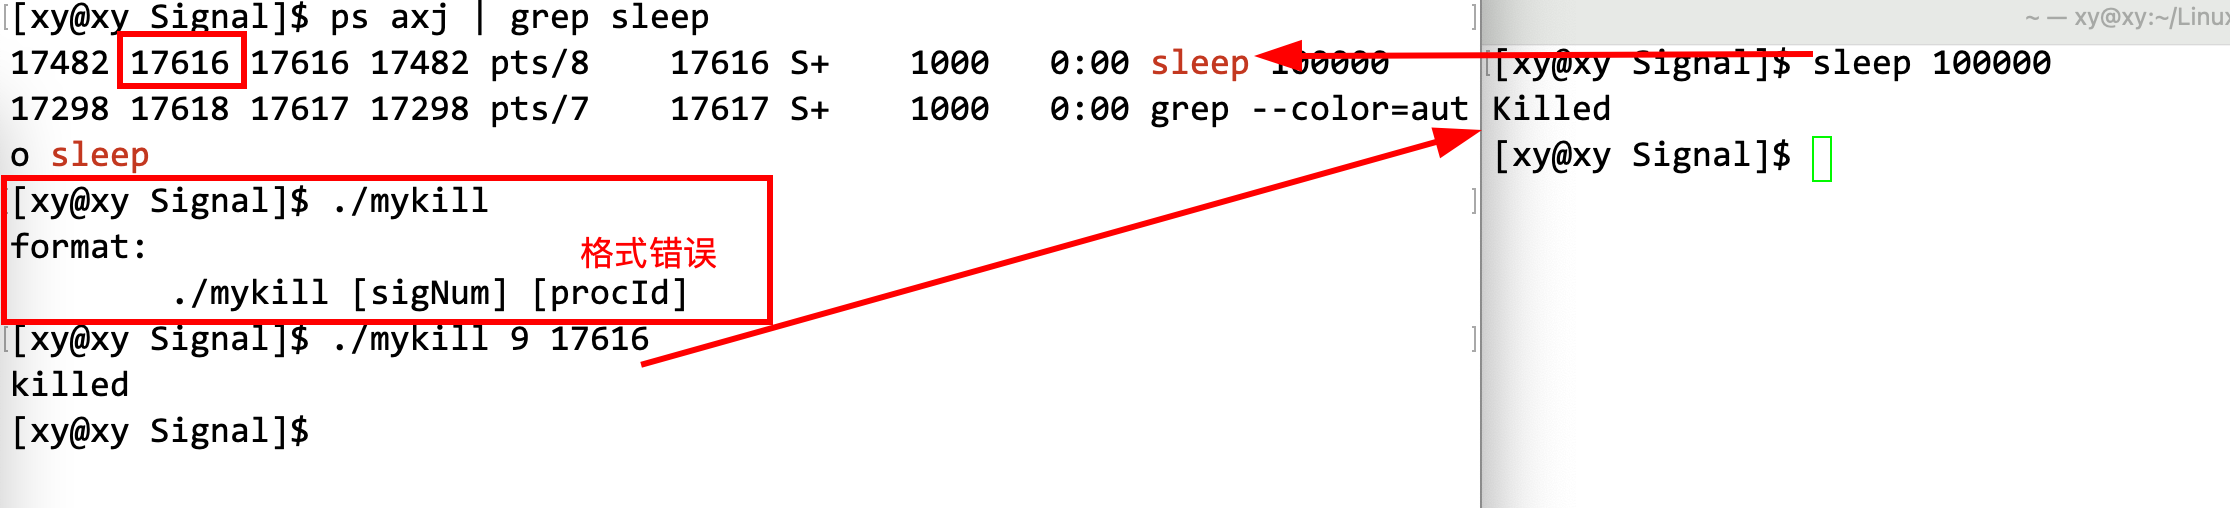 [xy@xy Signal]$ ps axj | grep sleep
17482 17616 17616 17482 pts/8    17616 S+    1000   0:00 sleep 100000
17298 17618 17617 17298 pts/7    17617 S+    1000   0:00 grep --color=aut
o sleep
[xy@xy Signal]$ ./mykill
format:
格式错误
./mykill [sigNum] [procId]
[xy@xy Signal]$ ./mykill 9 17616
killed
[xy@xy Signal]$
~ — xy@xy:~/Linux
[xy@xy Signal]$ sleep 100000
Killed
[xy@xy Signal]$